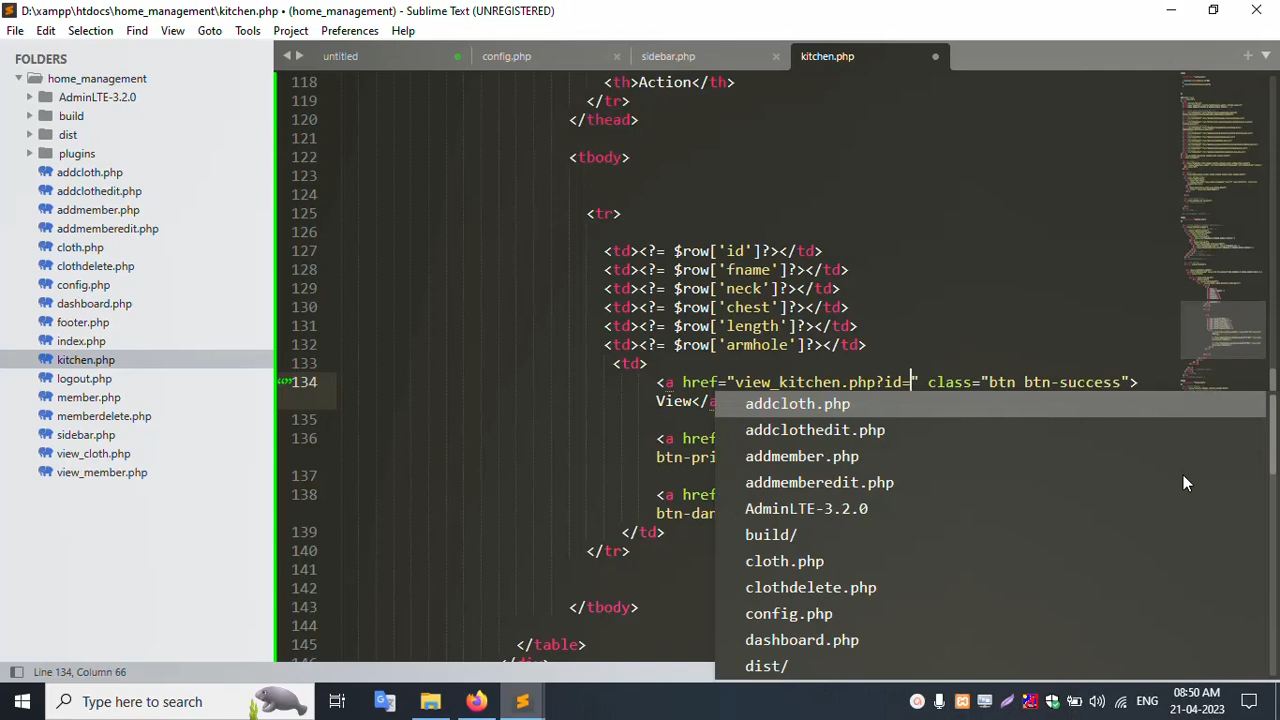 D:\xampp\htdocs\home_management\kitchen.php • (home_management) - Sublime Text (UNREGISTERED)
File Edit Selection Find View Goto Tools Project Preferences Help
FOLDERS
home_management
AdminLTE-3.2.0
build
dist
plugins
addcloth.php
addclothedit.php
addmember.php
addmemberedit.php
cloth.php
clothdelete.php
config.php
dashboard.php
footer.php
index.php
kitchen.php
logout.php
member.php
memberdelete.php
sidebar.php
view_cloth.php
view_member.php
untitled config.php sidebar.php kitchen.php
118 <th>Action</th>
119 </tr>
120 </thead>
121
122 <tbody>
123
124
125 <tr>
126
127 <td><?= $row['id']?></td>
128 <td><?= $row['fname']?></td>
129 <td><?= $row['neck']?></td>
130 <td><?= $row['chest']?></td>
131 <td><?= $row['length']?></td>
132 <td><?= $row['armhole']?></td>
133 <td>
134 <a href="view_kitchen.php?id=" class="btn btn-success">
View</a
135
136 <a href
btn-pri
137
138 <a href
btn-dan
139 </td>
140 </tr>
141
142
143 </tbody>
144
145 </table>
addcloth.php
addclothedit.php
addmember.php
addmemberedit.php
AdminLTE-3.2.0
build/
cloth.php
clothdelete.php
config.php
dashboard.php
dist/
Line 134, Column 66
Type here to search
ENG
08:50 AM
21-04-2023